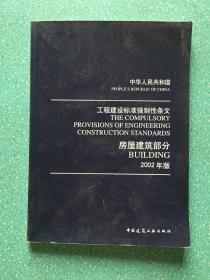 中华人民共和国
PEOPLE'S REPUBLIC OF CHINA
工程建设标准强制性条文
THE COMPULSORY
PROVISIONS OF ENGINEERING
CONSTRUCTION STANDARDS
房屋建筑部分
BUILDING
2002年版
中国建筑工业出版社